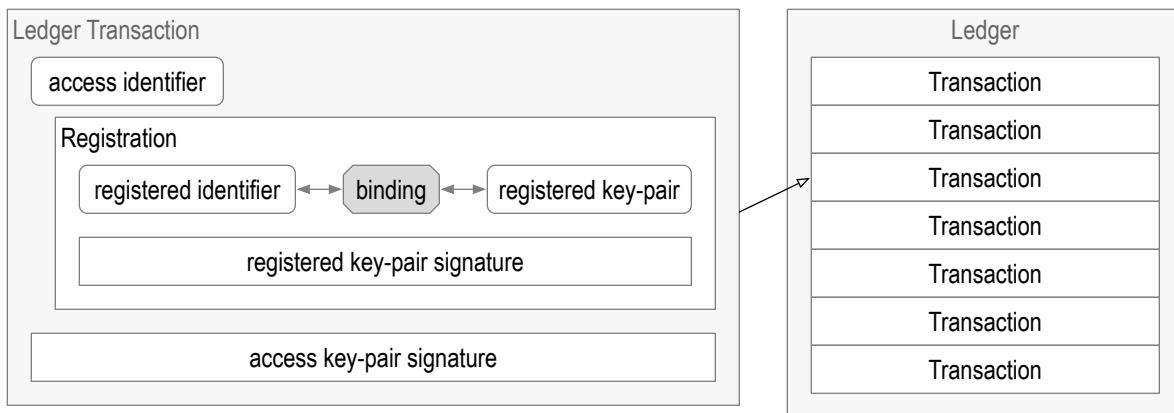 Ledger Transaction
access identifier
Registration
registered identifier
binding
registered key-pair
registered key-pair signature
access key-pair signature
Ledger
Transaction
Transaction
Transaction
Transaction
Transaction
Transaction
Transaction